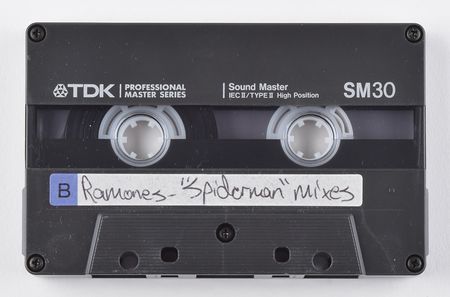 TDK PROFESSIONAL MASTER SERIES Sound Master SM30
IEC II/TYPE II High Position
B Ramones - "Spiderman" mixes